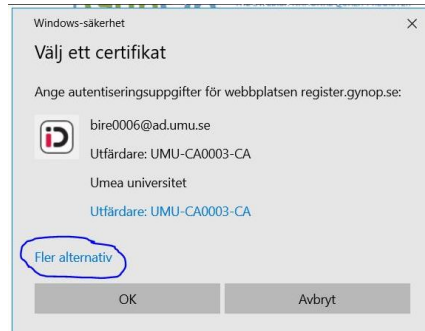 Windows-säkerhet
Välj ett certifikat
Ange autentiseringsuppgifter för webbplatsen register.gynop.se:
bire0006@ad.umu.se
Utfärdare: UMU-CA0003-CA
Umea universitet
Utfärdare: UMU-CA0003-CA
Fler alternativ
OK
Avbryt